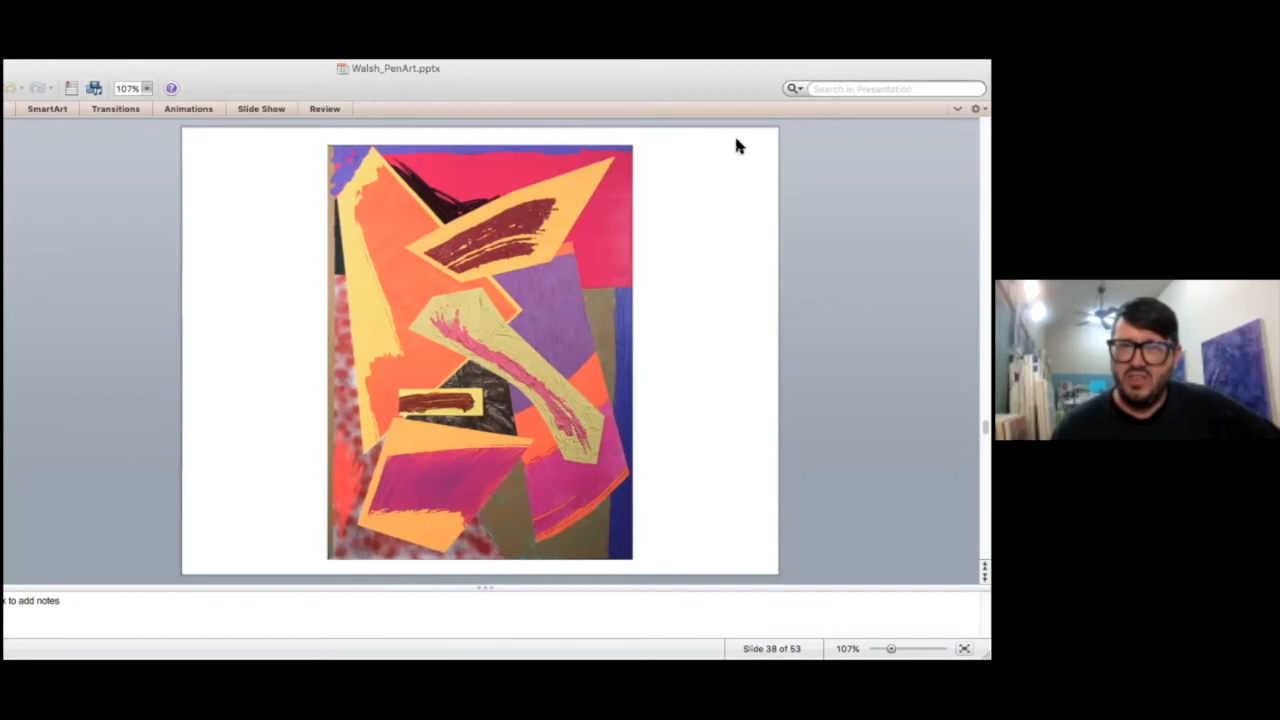 Walsh_PenArt.pptx
107%
Search in Presentation
SmartArt Transitions Animations Slide Show Review
k to add notes
Slide 38 of 53 107%